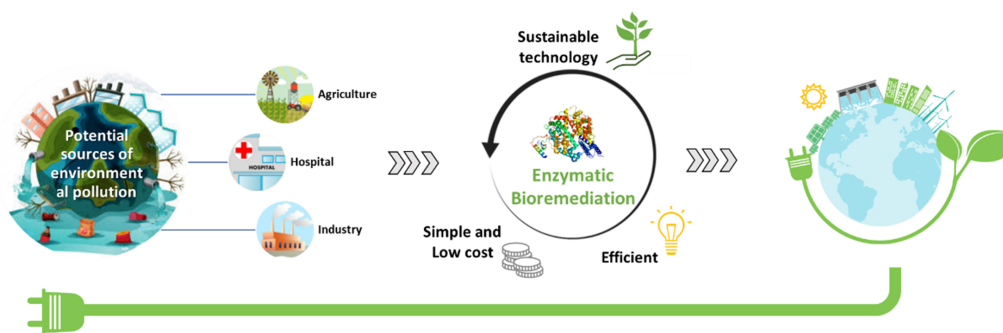 Potential
sources of
environment
al pollution
Agriculture
HOSPITAL
Hospital
Industry
Sustainable
technology
Enzymatic
Bioremediation
Simple and
Low cost
Efficient